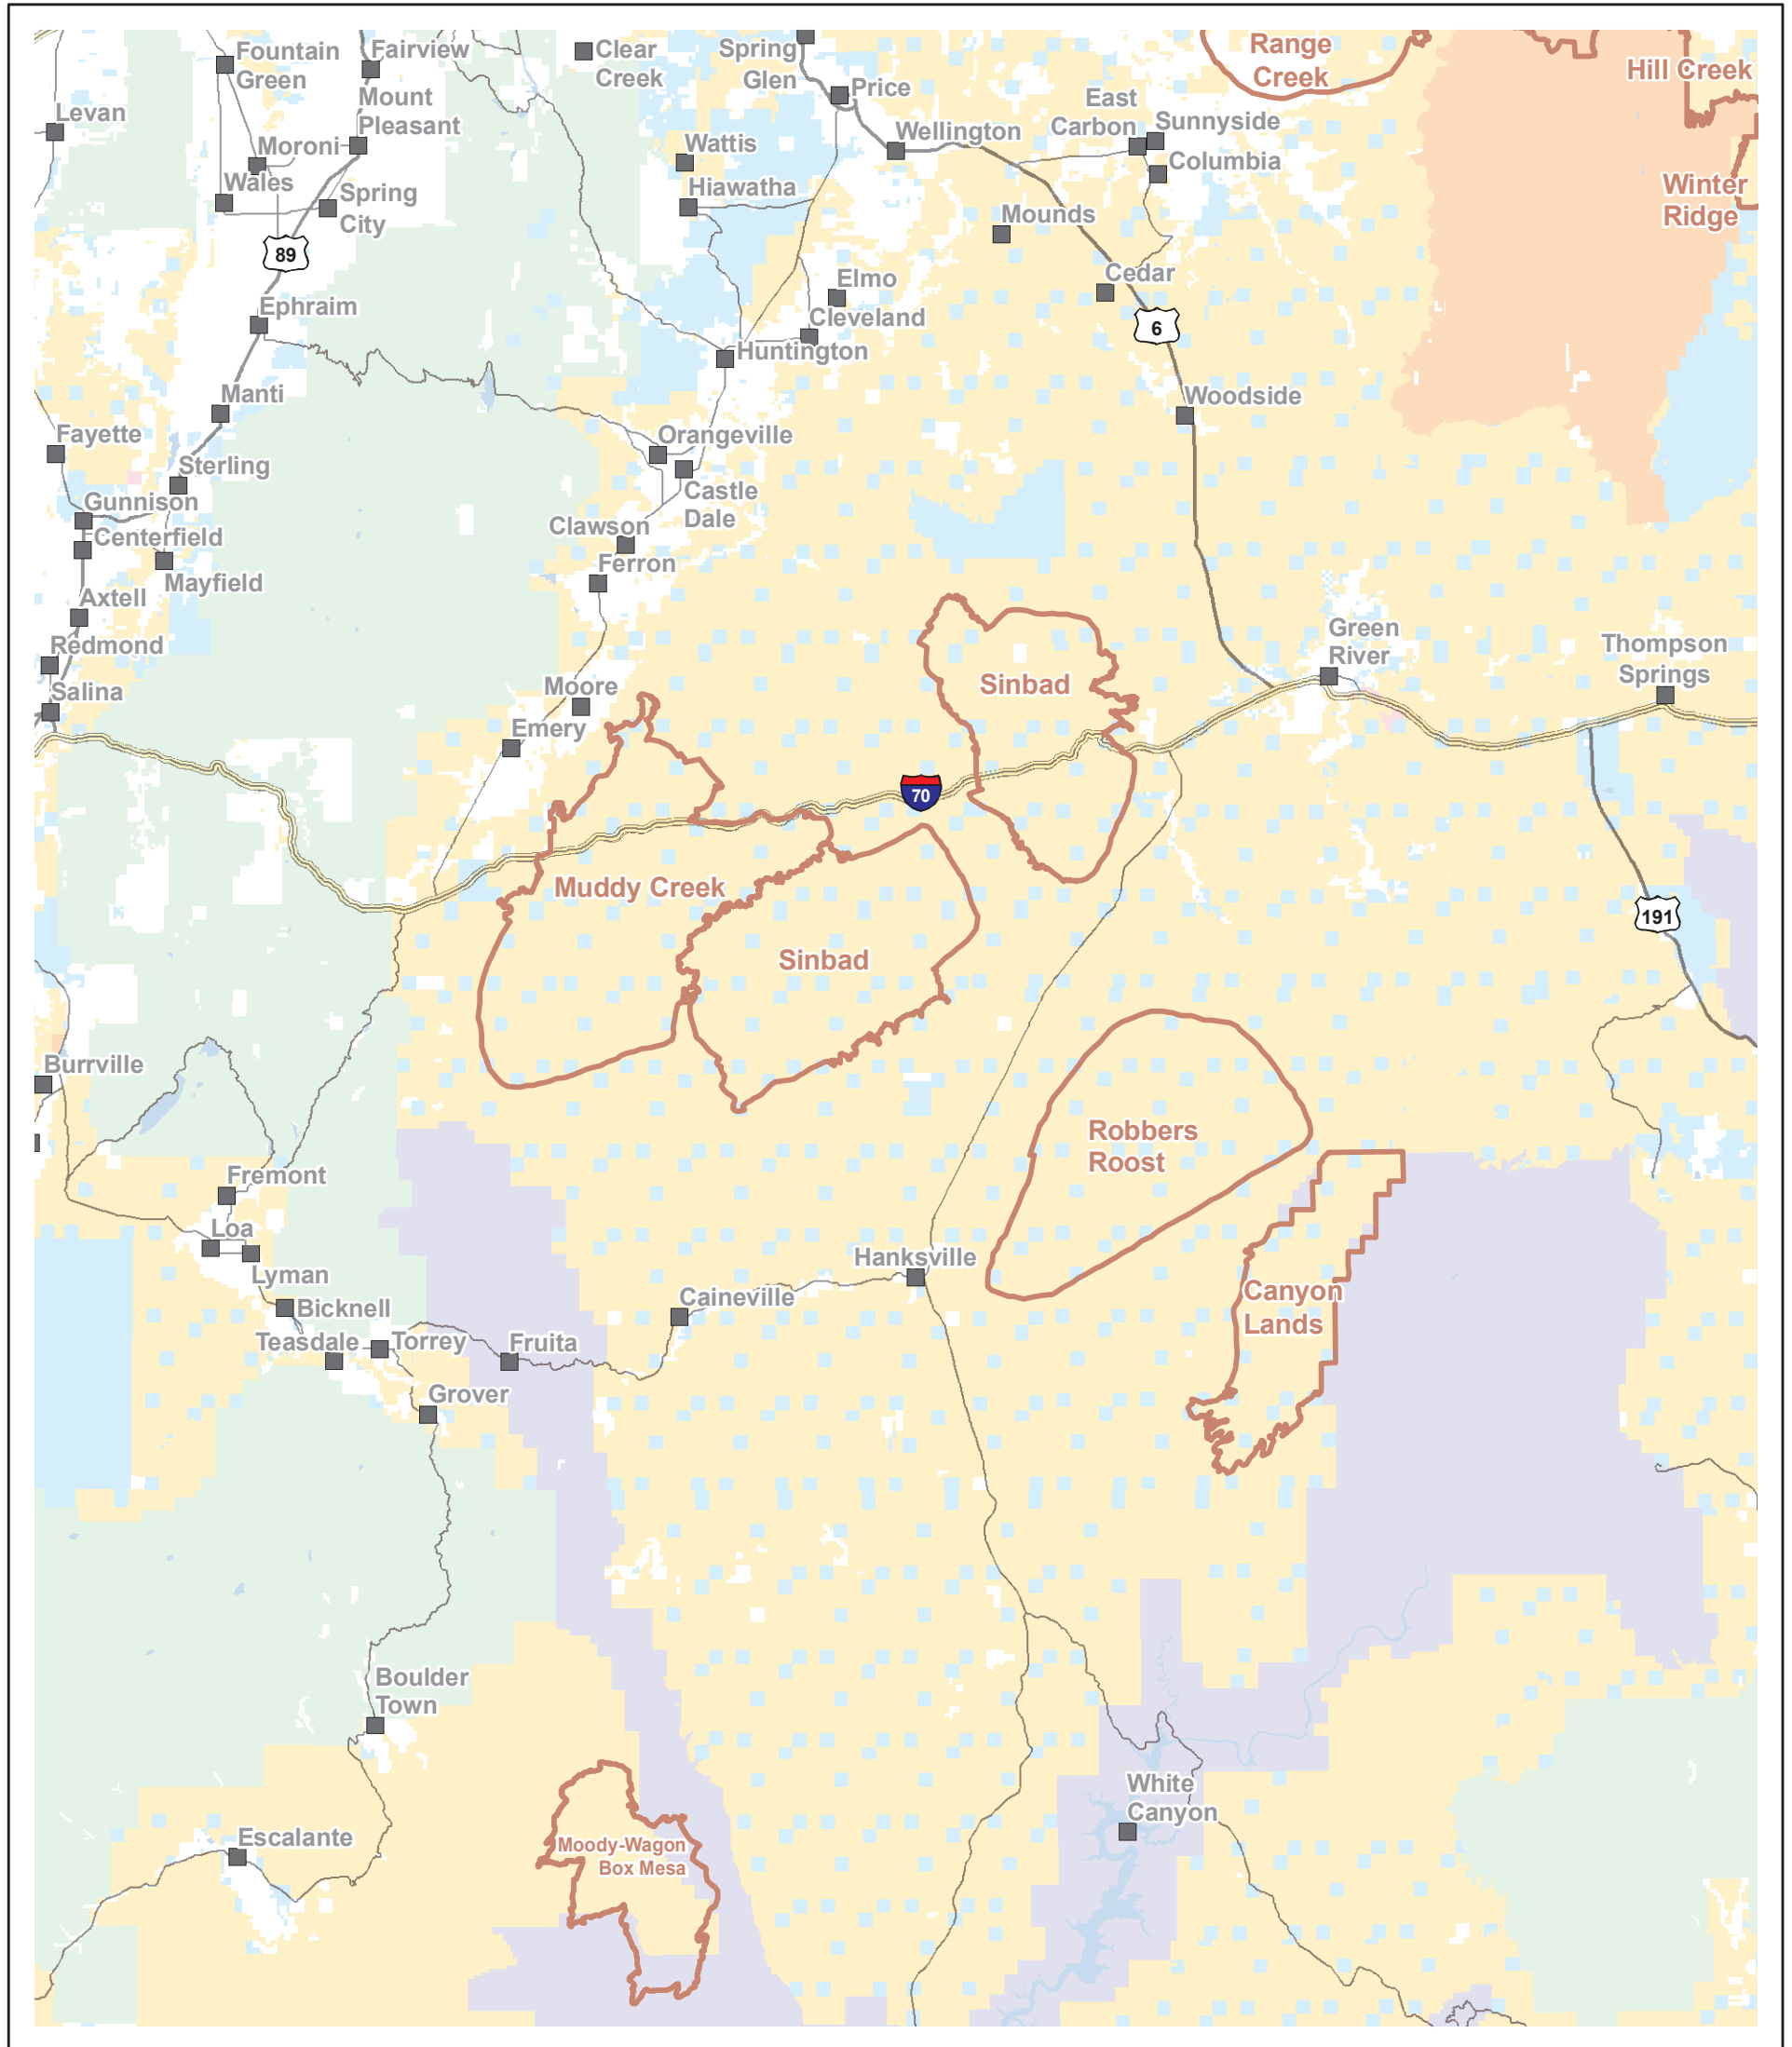 Fountain
Green
Fairview
Clear
Creek
Spring
Glen
Range
Creek
Hill Creek
Levan
Mount
Pleasant
Price
East
Carbon
Sunnyside
Moroni
Wattis
Wellington
Columbia
Wales
Spring
City
Hiawatha
Mounds
Winter
Ridge
89
Elmo
Cedar
Ephraim
Cleveland
6
Huntington
Manti
Woodside
Fayette
Orangeville
Sterling
Castle
Dale
Gunnison
Centerfield
Clawson
Ferron
Mayfield
Axtell
Redmond
Green
River
Thompson
Springs
Salina
Moore
Sinbad
Emery
70
Muddy Creek
191
Sinbad
Burrville
Robbers
Roost
Fremont
Loa
Lyman
Hanksville
Canyon
Lands
Bicknell
Caineville
Teasdale
Torrey
Fruita
Grover
Boulder
Town
White
Canyon
Escalante
Moody-Wagon
Box Mesa